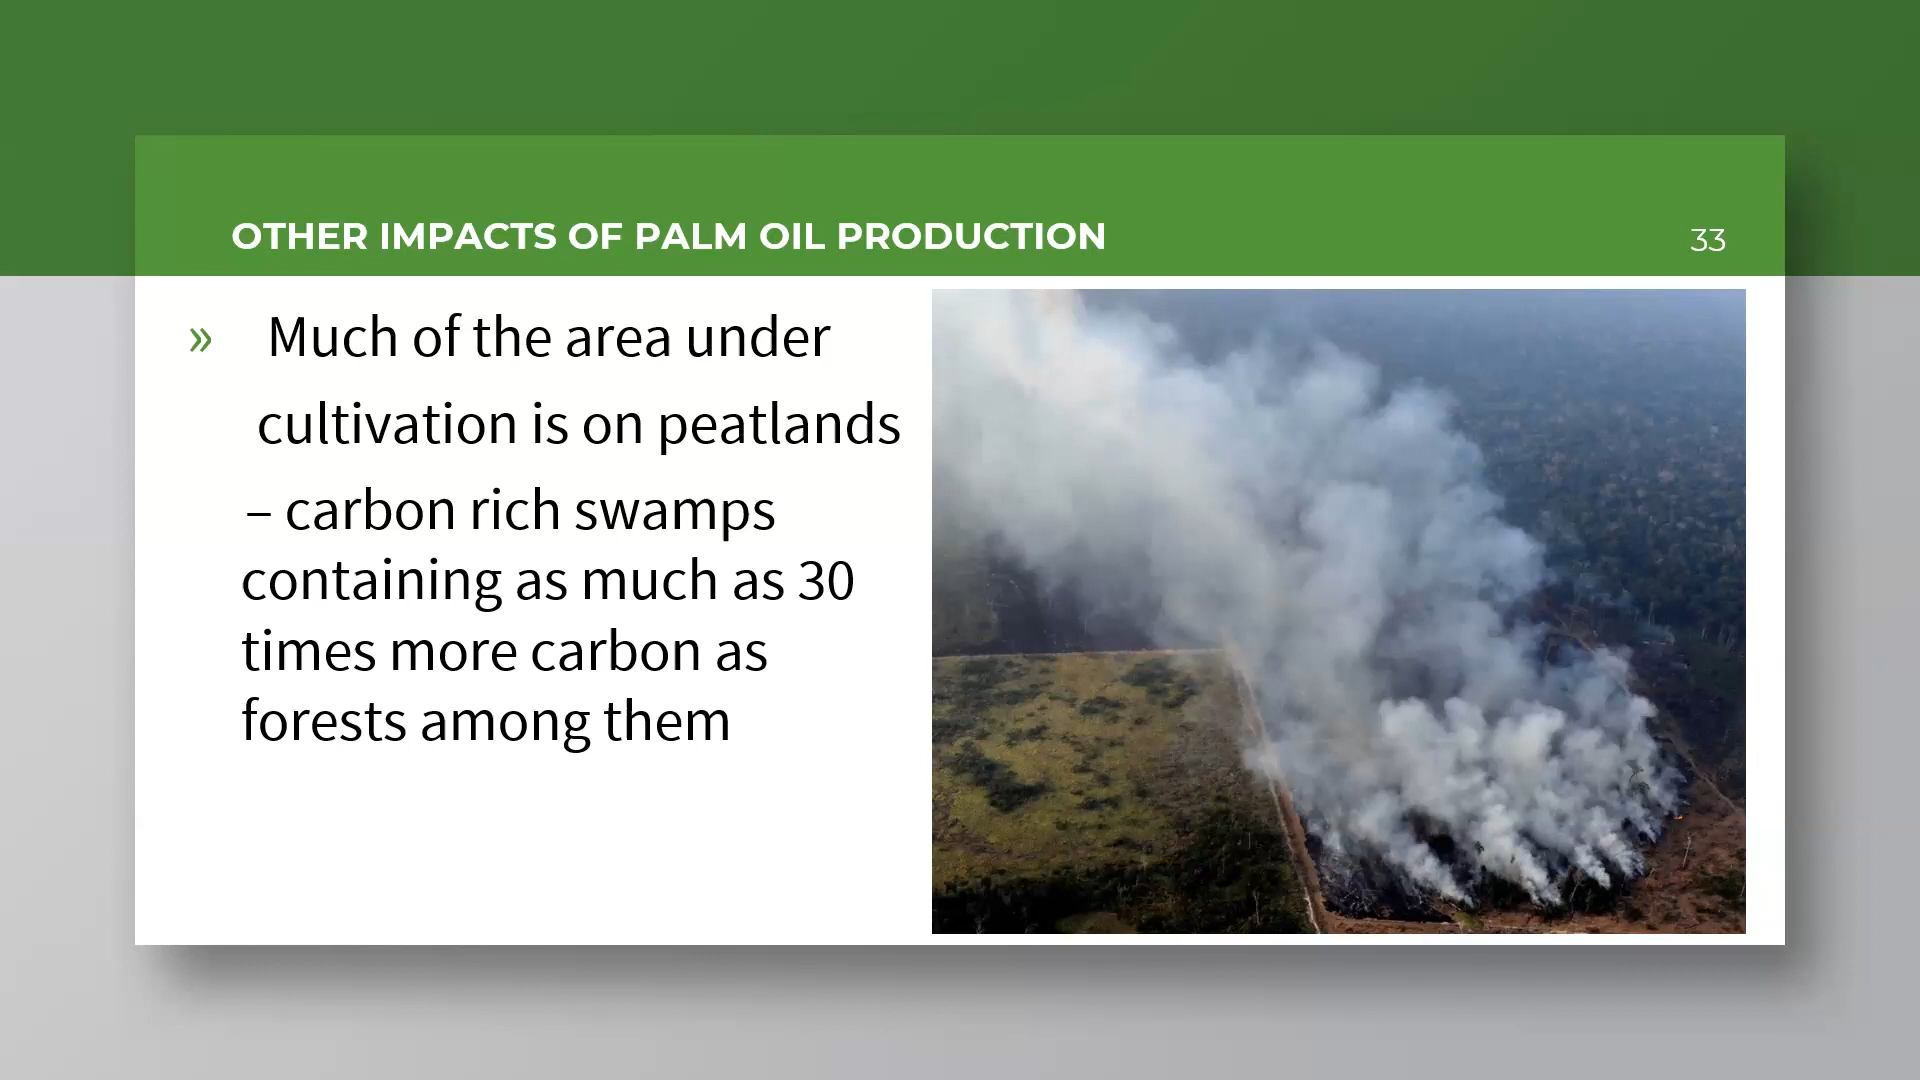 OTHER IMPACTS OF PALM OIL PRODUCTION
33
» Much of the area under
cultivation is on peatlands
– carbon rich swamps
containing as much as 30
times more carbon as
forests among them